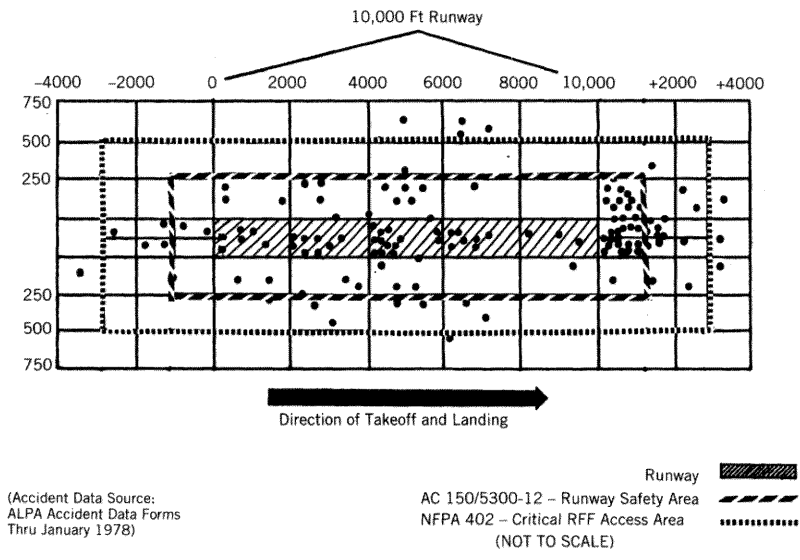 10,000 Ft Runway
-4000 -2000 0 2000 4000 6000 8000 10,000 +2000 +4000
750
500
250
250
500
750
Direction of Takeoff and Landing
Runway
AC 150/5300-12 – Runway Safety Area
NFPA 402 – Critical RFF Access Area
(NOT TO SCALE)
(Accident Data Source:
ALPA Accident Data Forms
Thru January 1978)